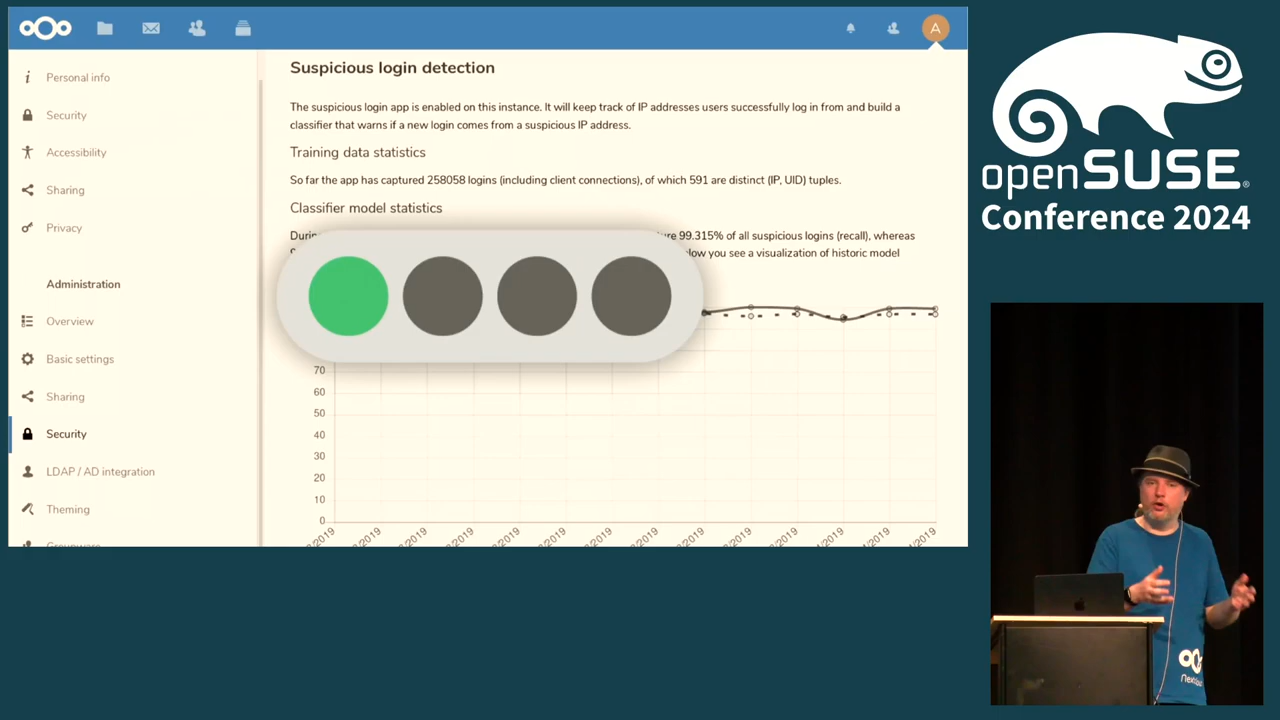 A
Personal info
Security
Accessibility
Sharing
Privacy
Administration
Overview
Basic settings
Sharing
Security
LDAP / AD integration
Theming
Suspicious login detection
The suspicious login app is enabled on this instance. It will keep track of IP addresses users successfully log in from and build a
classifier that warns if a new login comes from a suspicious IP address.
Training data statistics
So far the app has captured 258058 logins (including client connections), of which 591 are distinct (IP, UID) tuples.
Classifier model statistics
99.315% of all suspicious logins (recall), whereas
you see a visualization of historic model
70
60
50
40
30
20
10
0
openSUSE®
Conference 2024